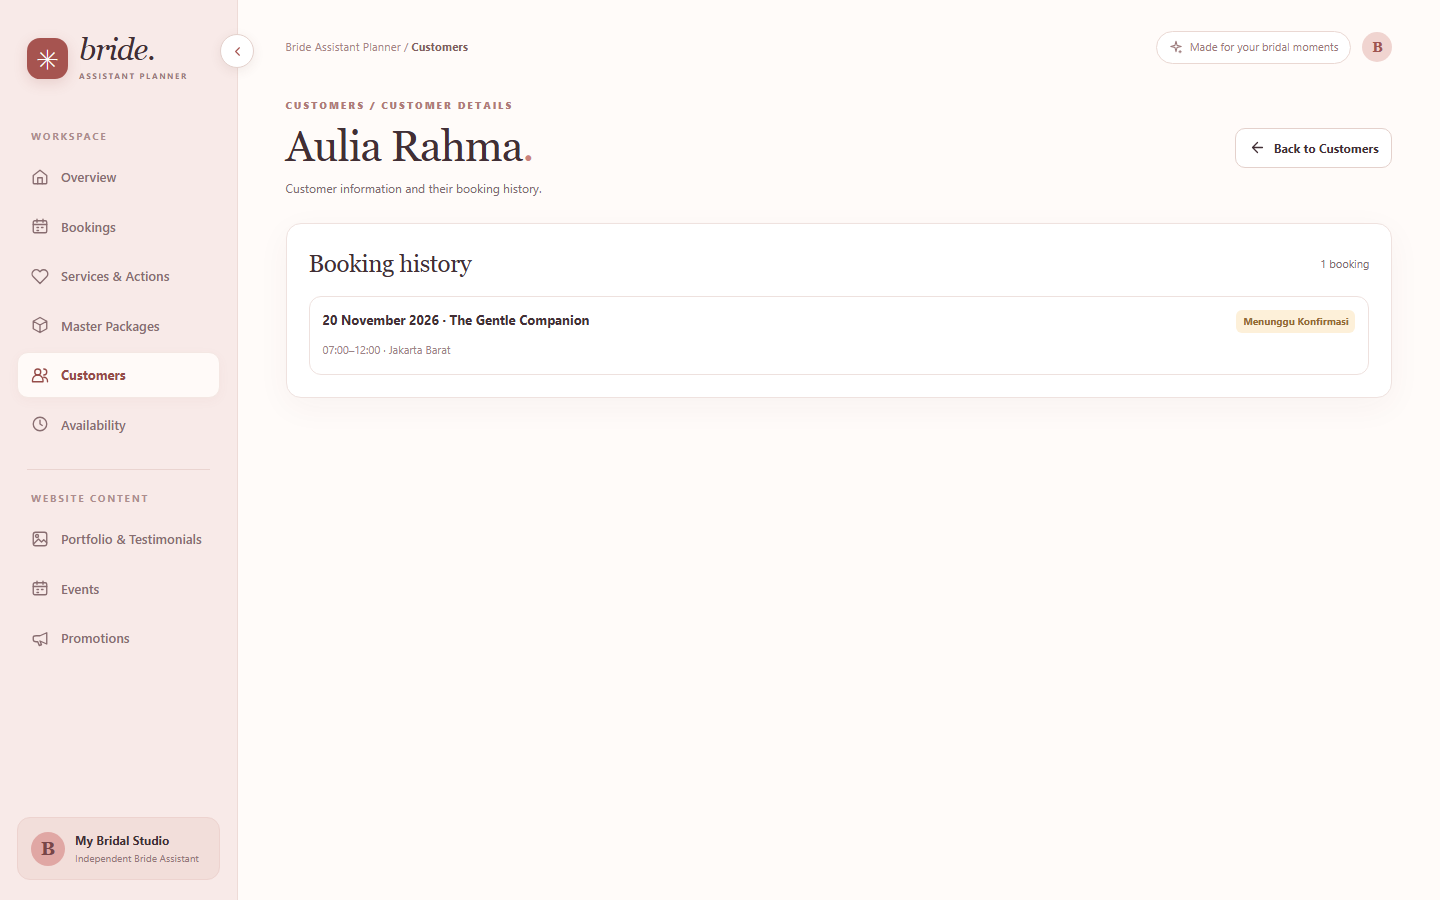 bride.
ASSISTANT PLANNER
WORKSPACE
Overview
Bookings
Services & Actions
Master Packages
Customers
Availability
WEBSITE CONTENT
Portfolio & Testimonials
Events
Promotions
B
My Bridal Studio
Independent Bride Assistant
Bride Assistant Planner / Customers
Made for your bridal moments
B
CUSTOMERS / CUSTOMER DETAILS
Aulia Rahma.
Customer information and their booking history.
Back to Customers
Booking history
1 booking
20 November 2026 · The Gentle Companion
Menunggu Konfirmasi
07:00–12:00 · Jakarta Barat